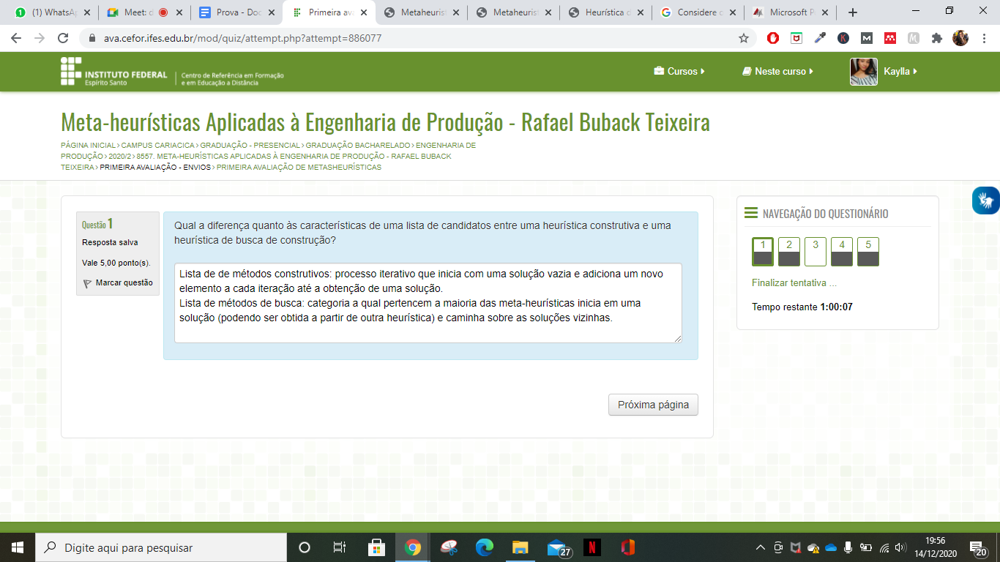 (1) WhatsAp
Meet: d
Prova - Doc
Primeira ava
Metaheurist
Metaheurist
Heurística d
Considere o
Microsoft Po
ava.cefor.ifes.edu.br/mod/quiz/attempt.php?attempt=886077
INSTITUTO FEDERAL
Espírito Santo
Centro de Referência em Formação
e em Educação a Distância
Cursos
Neste curso
Kaylla
Meta-heurísticas Aplicadas à Engenharia de Produção - Rafael Buback Teixeira
PÁGINA INICIAL › CAMPUS CARIACICA › GRADUAÇÃO - PRESENCIAL › GRADUAÇÃO BACHARELADO › ENGENHARIA DE
PRODUÇÃO › 2020/2 › 8557. META-HEURÍSTICAS APLICADAS À ENGENHARIA DE PRODUÇÃO - RAFAEL BUBACK
TEIXEIRA › PRIMEIRA AVALIAÇÃO - ENVIOS › PRIMEIRA AVALIAÇÃO DE METASHEURÍSTICAS
Questão 1
Resposta salva
Vale 5,00 ponto(s).
Marcar questão
Qual a diferença quanto às características de uma lista de candidatos entre uma heurística construtiva e uma
heurística de busca de construção?
Lista de de métodos construtivos: processo iterativo que inicia com uma solução vazia e adiciona um novo
elemento a cada iteração até a obtenção de uma solução.
Lista de métodos de busca: categoria a qual pertencem a maioria das meta-heurísticas inicia em uma
solução (podendo ser obtida a partir de outra heurística) e caminha sobre as soluções vizinhas.
Próxima página
NAVEGAÇÃO DO QUESTIONÁRIO
1 2 3 4 5
Finalizar tentativa ...
Tempo restante 1:00:07
Digite aqui para pesquisar
27
19:56
14/12/2020
20